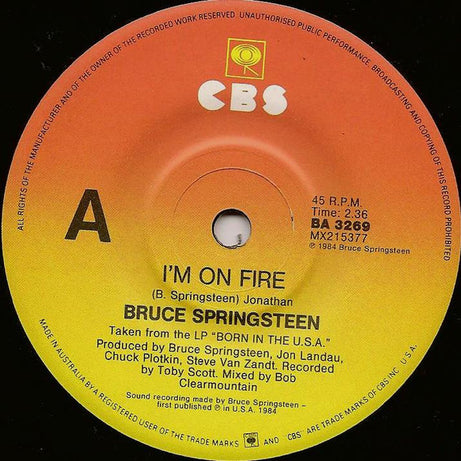 ALL RIGHTS OF THE MANUFACTURER AND OF THE OWNER OF THE RECORDED WORK RESERVED. UNAUTHORISED PUBLIC PERFORMANCE, BROADCASTING AND COPYING OF THIS RECORD PROHIBITED
CBS
A
45 R.P.M.
Time: 2.36
BA 3269
MX215377
℗ 1984 Bruce Springsteen
I'M ON FIRE
(B. Springsteen) Jonathan
BRUCE SPRINGSTEEN
Taken from the LP "BORN IN THE U.S.A."
Produced by Bruce Springsteen, Jon Landau,
Chuck Plotkin, Steve Van Zandt. Recorded
by Toby Scott. Mixed by Bob
Clearmountain
Sound recording made by Bruce Springsteen –
first published ℗ in U.S.A. 1984
MADE IN AUSTRALIA BY A REGISTERED USER OF THE TRADE MARKS AND "CBS" ARE TRADE MARKS OF CBS INC. U.S.A.